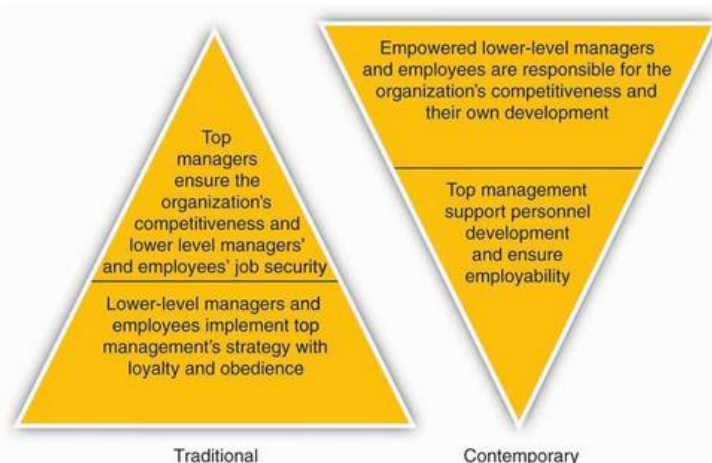 Top
managers
ensure the
organization's
competitiveness and
lower level managers'
and employees' job security
Lower-level managers and
employees implement top
management's strategy with
loyalty and obedience
Traditional
Empowered lower-level managers
and employees are responsible for the
organization's competitiveness and
their own development
Top management
support personnel
development
and ensure
employability
Contemporary